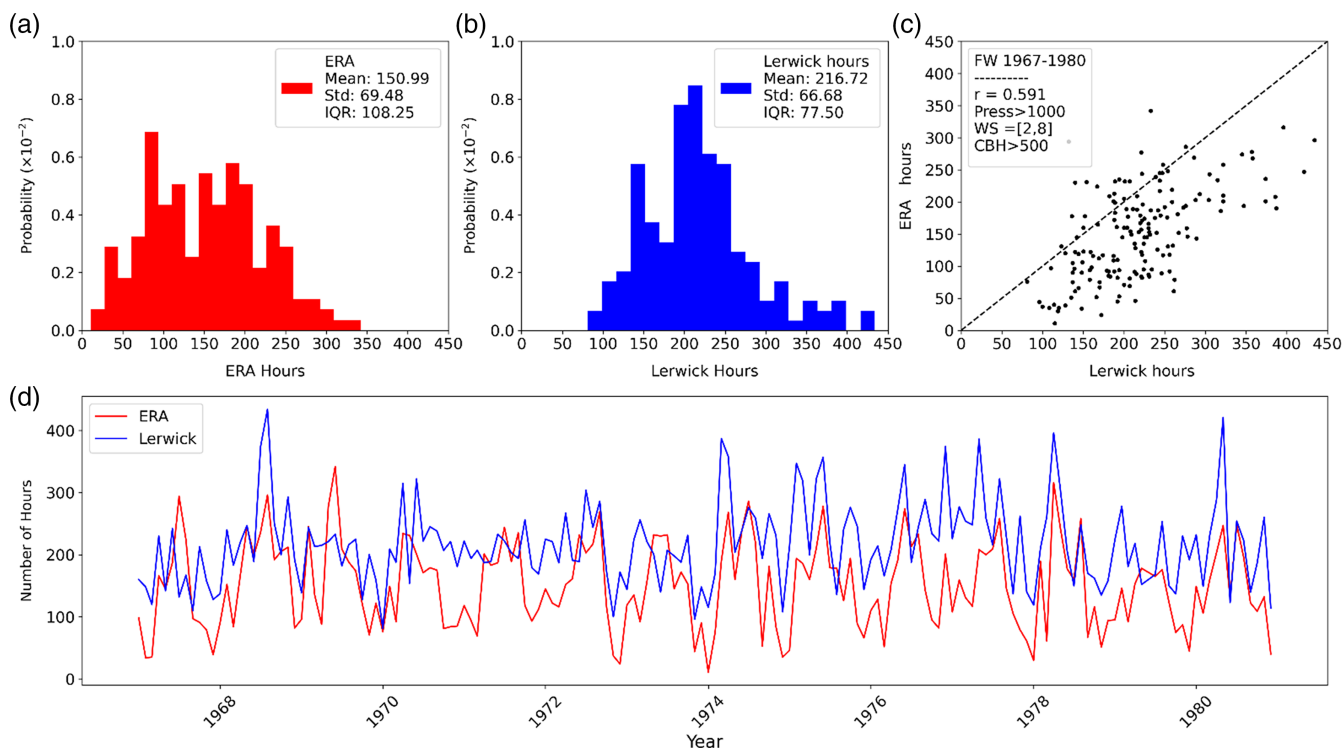 (a)
1.0
0.8
0.6
0.4
0.2
0.0
Probability (×10⁻²)
ERA
Mean: 150.99
Std: 69.48
IQR: 108.25
0 50 100 150 200 250 300 350 400 450
ERA Hours
(b)
1.0
0.8
0.6
0.4
0.2
0.0
Probability (×10⁻²)
Lerwick hours
Mean: 216.72
Std: 66.68
IQR: 77.50
0 50 100 150 200 250 300 350 400 450
Lerwick Hours
(c)
450
400
350
300
250
200
150
100
50
0
ERA hours
FW 1967-1980
-----------
r = 0.591
Press>1000
WS =[2,8]
CBH>500
0 50 100 150 200 250 300 350 400 450
Lerwick hours
(d)
400
300
200
100
0
Number of Hours
ERA
Lerwick
1968 1970 1972 1974 1976 1978 1980
Year